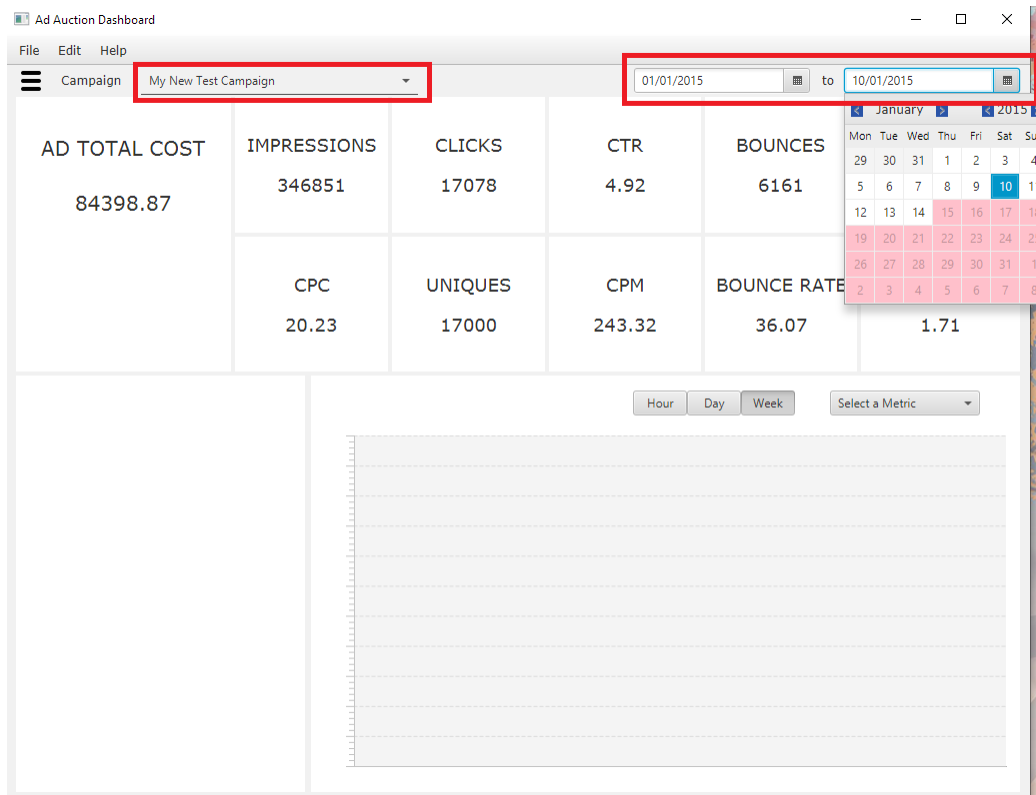 Ad Auction Dashboard
File Edit Help
Campaign My New Test Campaign 01/01/2015 to 10/01/2015
January 2015
Mon Tue Wed Thu Fri Sat
29 30 31 1 2 3 4
5 6 7 8 9 10
12 13 14 15 16 17
19 20 21 22 23 24
26 27 28 29 30 31 1
2 3 4 5 6 7 8
AD TOTAL COST
84398.87
IMPRESSIONS
346851
CLICKS
17078
CTR
4.92
BOUNCES
6161
CPC
20.23
UNIQUES
17000
CPM
243.32
BOUNCE RATE
36.07
1.71
Hour Day Week Select a Metric